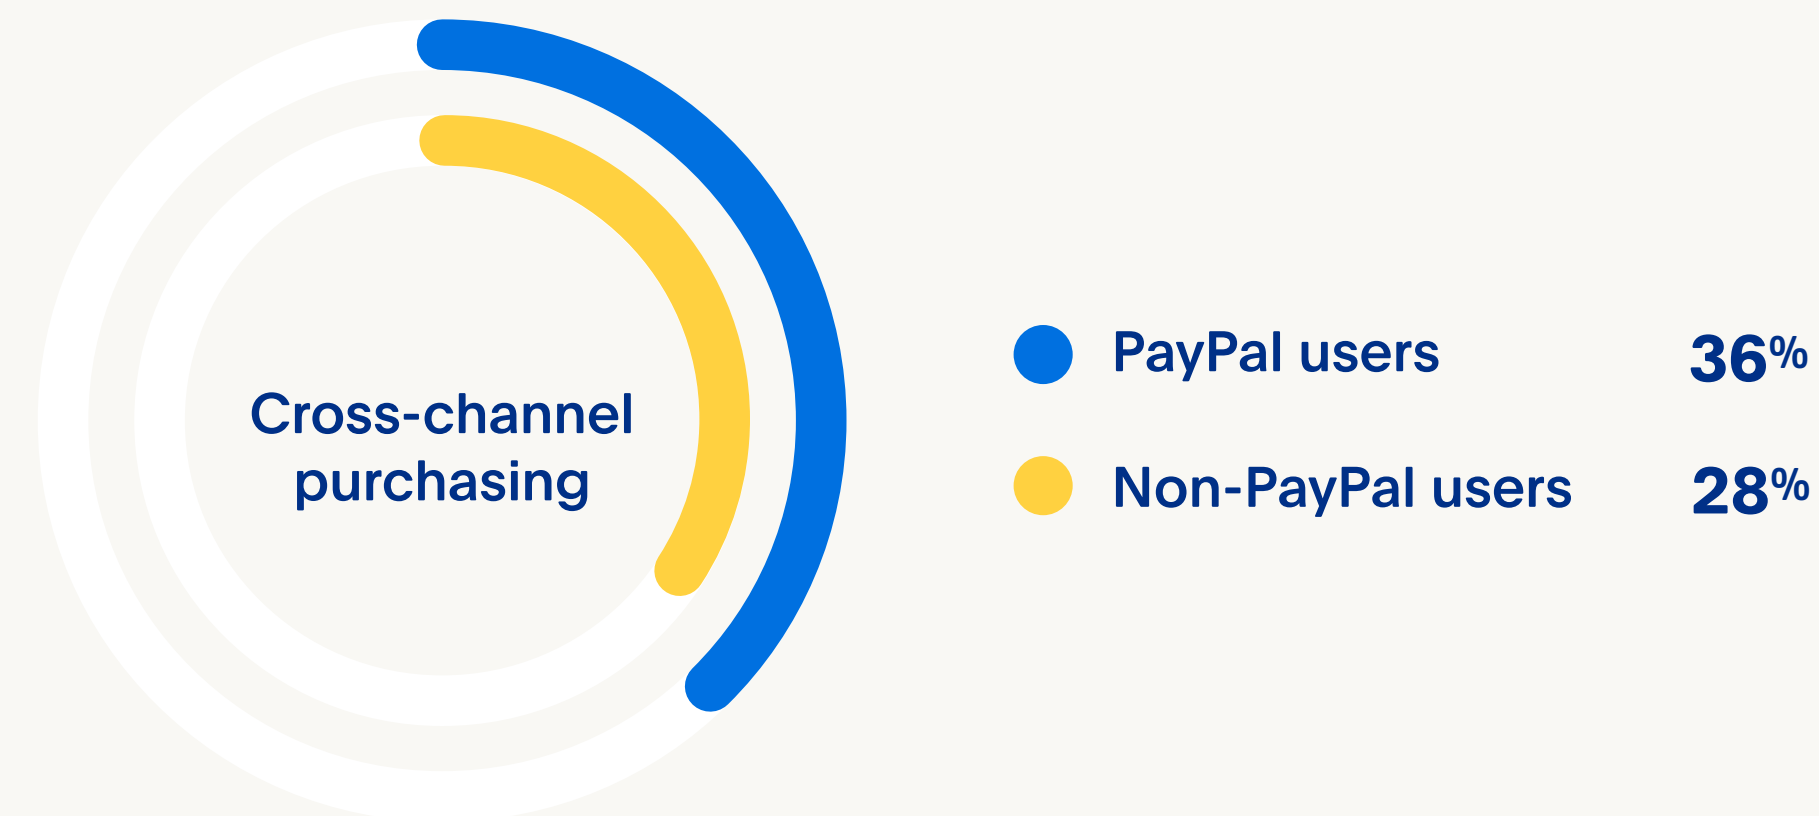 Cross-channel
purchasing
PayPal users 36%
Non-PayPal users 28%